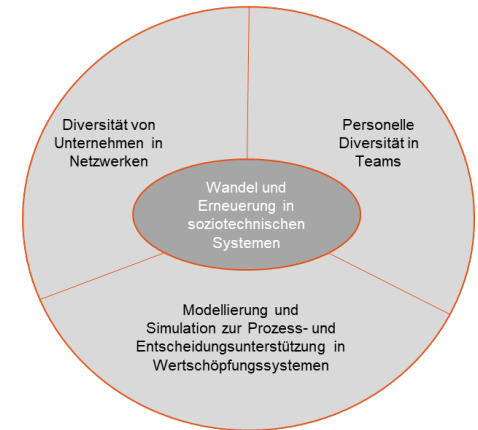 Diversität von
Unternehmen in
Netzwerken
Personelle
Diversität in
Teams
Wandel und
Erneuerung in
soziotechnischen
Systemen
Modellierung und
Simulation zur Prozess- und
Entscheidungsunterstützung in
Wertschöpfungssystemen